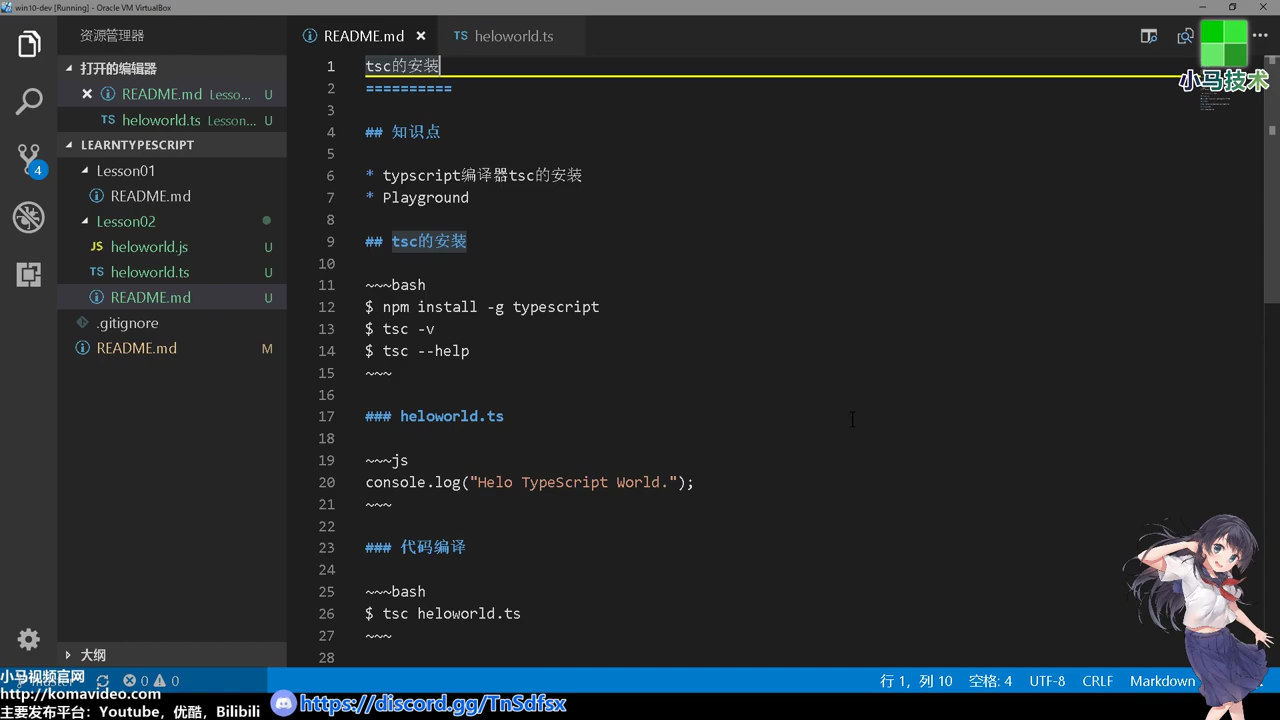 win10-dev [Running] - Oracle VM VirtualBox
资源管理器
README.md
TS heloworld.ts
小马技术
打开的编辑器
README.md Lesso... U
TS heloworld.ts Lesson... U
LEARNTYPESCRIPT
Lesson01
README.md
Lesson02
JS heloworld.js U
TS heloworld.ts U
README.md U
.gitignore
README.md M
4
大纲
1 tsc的安装
2 ==========
3
4 ## 知识点
5
6 * typscript编译器tsc的安装
7 * Playground
8
9 ## tsc的安装
10
11 ~~~bash
12 $ npm install -g typescript
13 $ tsc -v
14 $ tsc --help
15 ~~~
16
17 ### heloworld.ts
18
19 ~~~js
20 console.log("Helo TypeScript World.");
21 ~~~
22
23 ### 代码编译
24
25 ~~~bash
26 $ tsc heloworld.ts
27 ~~~
28
0 0
行 1，列 10 空格: 4 UTF-8 CRLF Markdown
小马视频官网
http://komavideo.com
主要发布平台：Youtube，优酷，Bilibili
https://discord.gg/TnSdfsx